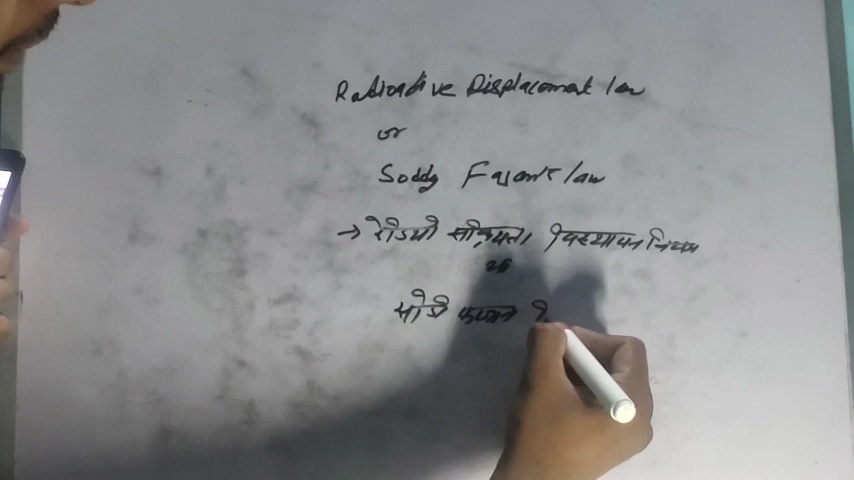 Radioactive Displacement law
or
Soddy Fajan's law
→ रेडियो सक्रियता विस्थापन नियम
या
सोडी फजान